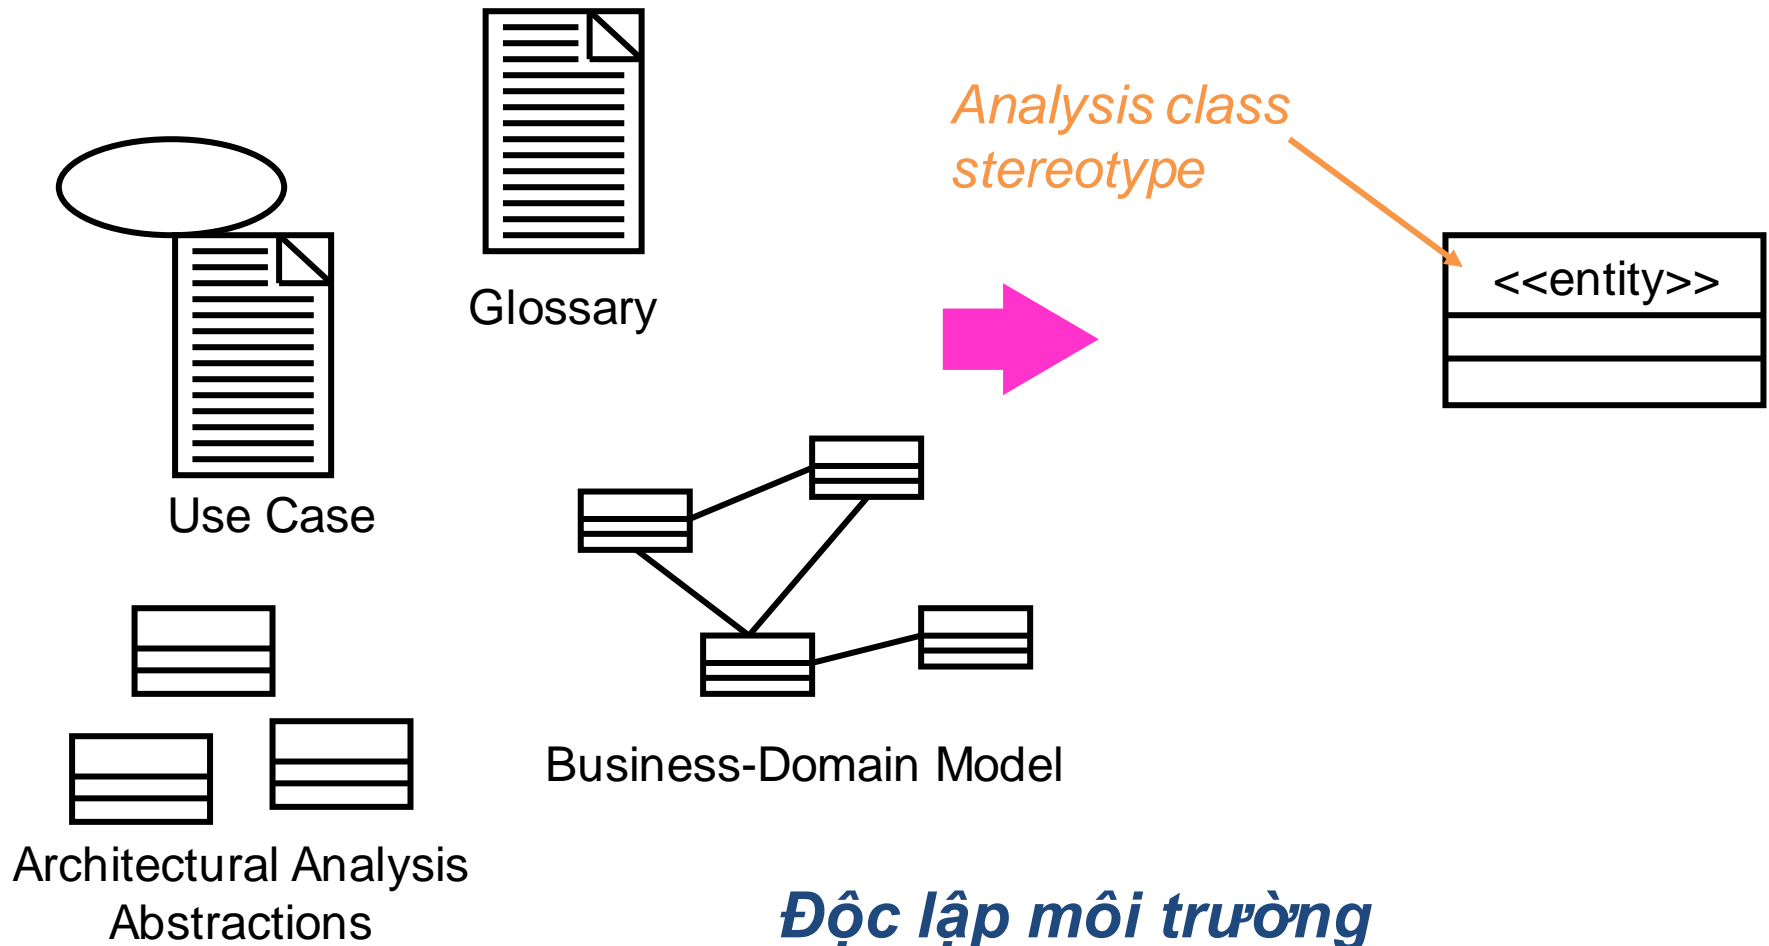 Analysis class
stereotype
<<entity>>
Glossary
Use Case
Business-Domain Model
Architectural Analysis
Abstractions
Độc lập môi trường